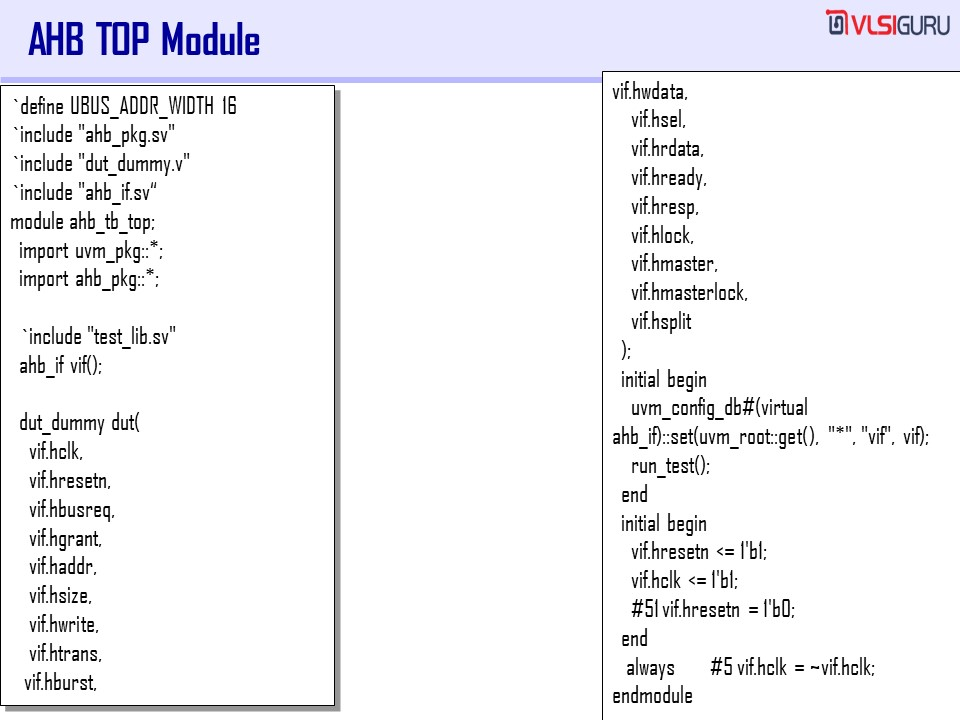 AHB TOP Module
VLSIGURU
`define UBUS_ADDR_WIDTH 16
`include "ahb_pkg.sv"
`include "dut_dummy.v"
`include "ahb_if.sv“
module ahb_tb_top;
import uvm_pkg::*;
import ahb_pkg::*;
`include "test_lib.sv"
ahb_if vif();
dut_dummy dut(
vif.hclk,
vif.hresetn,
vif.hbusreq,
vif.hgrant,
vif.haddr,
vif.hsize,
vif.hwrite,
vif.htrans,
vif.hburst,
vif.hwdata,
vif.hsel,
vif.hrdata,
vif.hready,
vif.hresp,
vif.hlock,
vif.hmaster,
vif.hmasterlock,
vif.hsplit
);
initial begin
uvm_config_db#(virtual
ahb_if)::set(uvm_root::get(), "*", "vif", vif);
run_test();
end
initial begin
vif.hresetn <= 1'b1;
vif.hclk <= 1'b1;
#51 vif.hresetn = 1'b0;
end
always #5 vif.hclk = ~vif.hclk;
endmodule